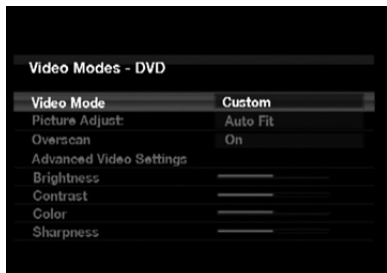 Video Modes - DVD
Video Mode Custom
Picture Adjust: Auto Fit
Overscan On
Advanced Video Settings
Brightness
Contrast
Color
Sharpness